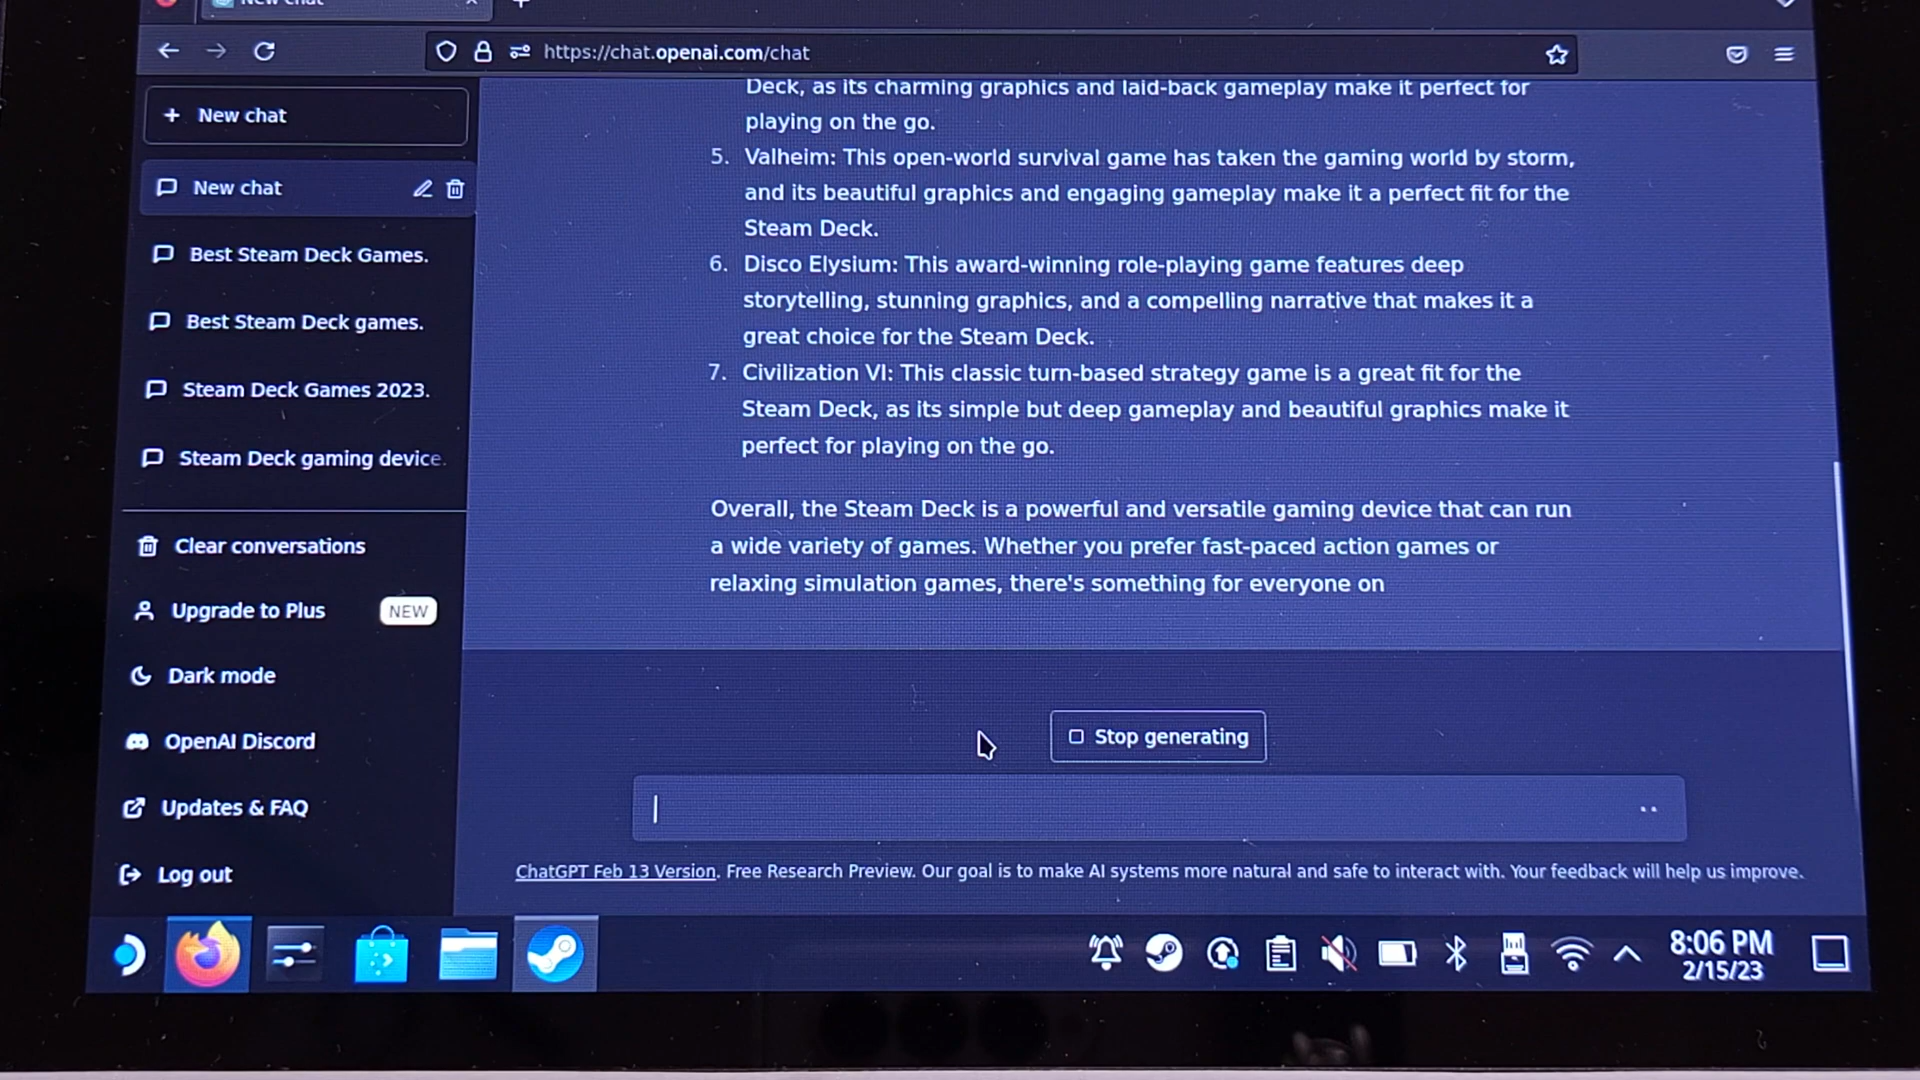 New chat
https://chat.openai.com/chat
New chat
New chat
Best Steam Deck Games.
Best Steam Deck games.
Steam Deck Games 2023.
Steam Deck gaming device.
Clear conversations
Upgrade to Plus NEW
Dark mode
OpenAI Discord
Updates & FAQ
Log out
Deck, as its charming graphics and laid-back gameplay make it perfect for
playing on the go.
5. Valheim: This open-world survival game has taken the gaming world by storm,
and its beautiful graphics and engaging gameplay make it a perfect fit for the
Steam Deck.
6. Disco Elysium: This award-winning role-playing game features deep
storytelling, stunning graphics, and a compelling narrative that makes it a
great choice for the Steam Deck.
7. Civilization VI: This classic turn-based strategy game is a great fit for the
Steam Deck, as its simple but deep gameplay and beautiful graphics make it
perfect for playing on the go.
Overall, the Steam Deck is a powerful and versatile gaming device that can run
a wide variety of games. Whether you prefer fast-paced action games or
relaxing simulation games, there's something for everyone on
Stop generating
ChatGPT Feb 13 Version. Free Research Preview. Our goal is to make AI systems more natural and safe to interact with. Your feedback will help us improve.
8:06 PM
2/15/23